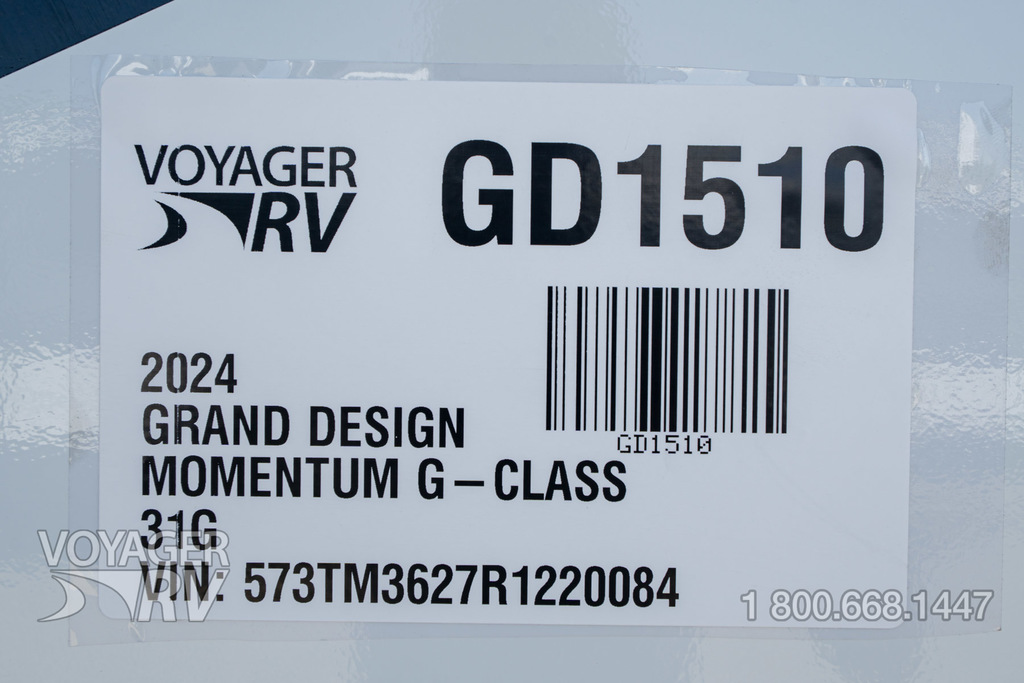 VOYAGER
RV
GD1510
GD1510
2024
GRAND DESIGN
MOMENTUM G–CLASS
31G
VIN: 573TM3627R1220084
VOYAGER
RV
1 800.668.1447